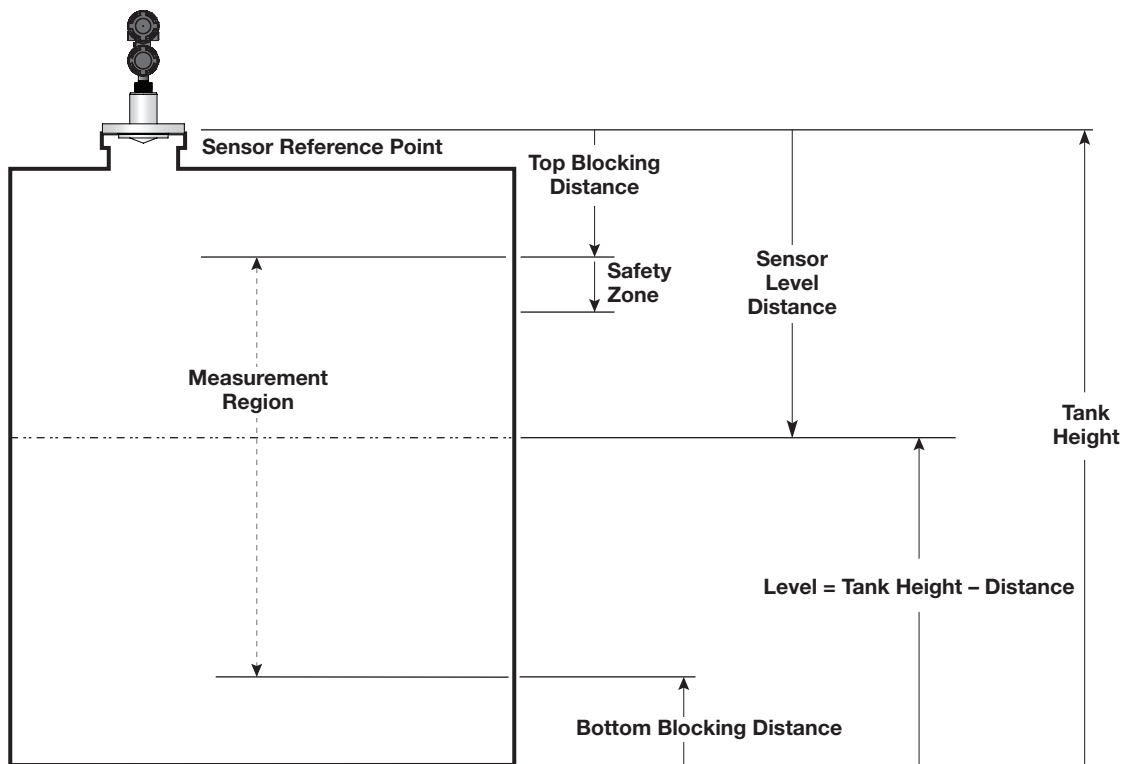 Sensor Reference Point
Top Blocking
Distance
Safety
Zone
Sensor
Level
Distance
Measurement
Region
Tank
Height
Level = Tank Height – Distance
Bottom Blocking Distance